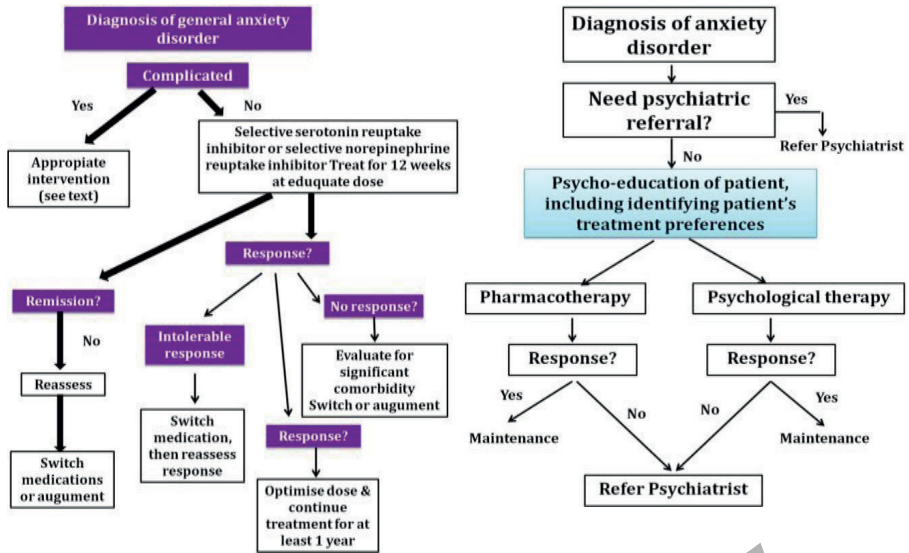 Diagnosis of general anxiety
disorder
Complicated
Yes
No
Appropiate
intervention
(see text)
Selective serotonin reuptake
inhibitor or selective norepinephrine
reuptake inhibitor Treat for 12 weeks
at eduquate dose
Remission?
No
Reassess
Switch
medications
or augument
Response?
Intolerable
response
Switch
medication,
then reassess
response
No response?
Evaluate for
significant
comorbidity
Switch or augument
Response?
Optimise dose &
continue
treatment for at
least 1 year
Diagnosis of anxiety
disorder
Need psychiatric
referral?
Yes
Refer Psychiatrist
No
Psycho-education of patient,
including identifying patient's
treatment preferences
Pharmacotherapy
Psychological therapy
Response?
Response?
Yes
No
No
Yes
Maintenance
Maintenance
Refer Psychiatrist